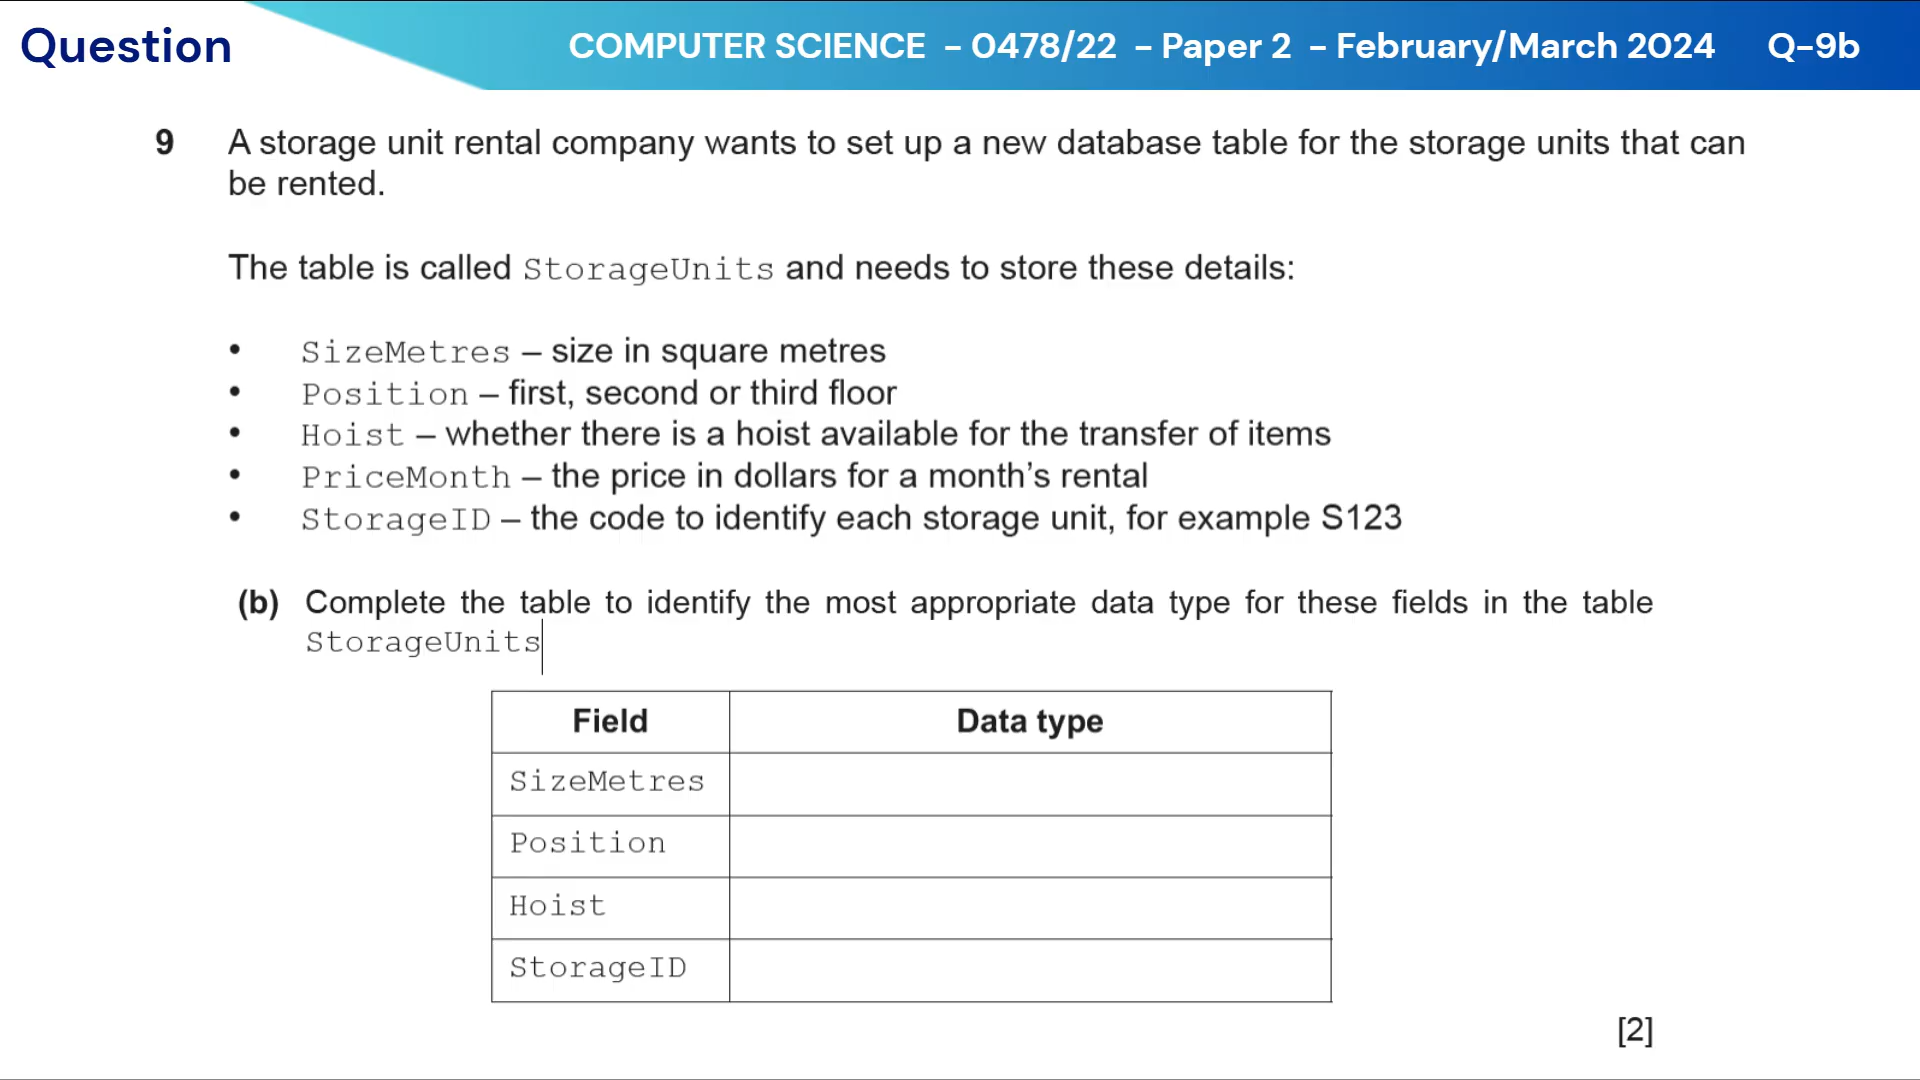 Question
COMPUTER SCIENCE - 0478/22 - Paper 2 - February/March 2024 Q-9b
9 A storage unit rental company wants to set up a new database table for the storage units that can
be rented.
The table is called StorageUnits and needs to store these details:
• SizeMetres – size in square metres
• Position – first, second or third floor
• Hoist – whether there is a hoist available for the transfer of items
• PriceMonth – the price in dollars for a month’s rental
• StorageID – the code to identify each storage unit, for example S123
(b) Complete the table to identify the most appropriate data type for these fields in the table
StorageUnits
Field Data type
SizeMetres
Position
Hoist
StorageID
[2]